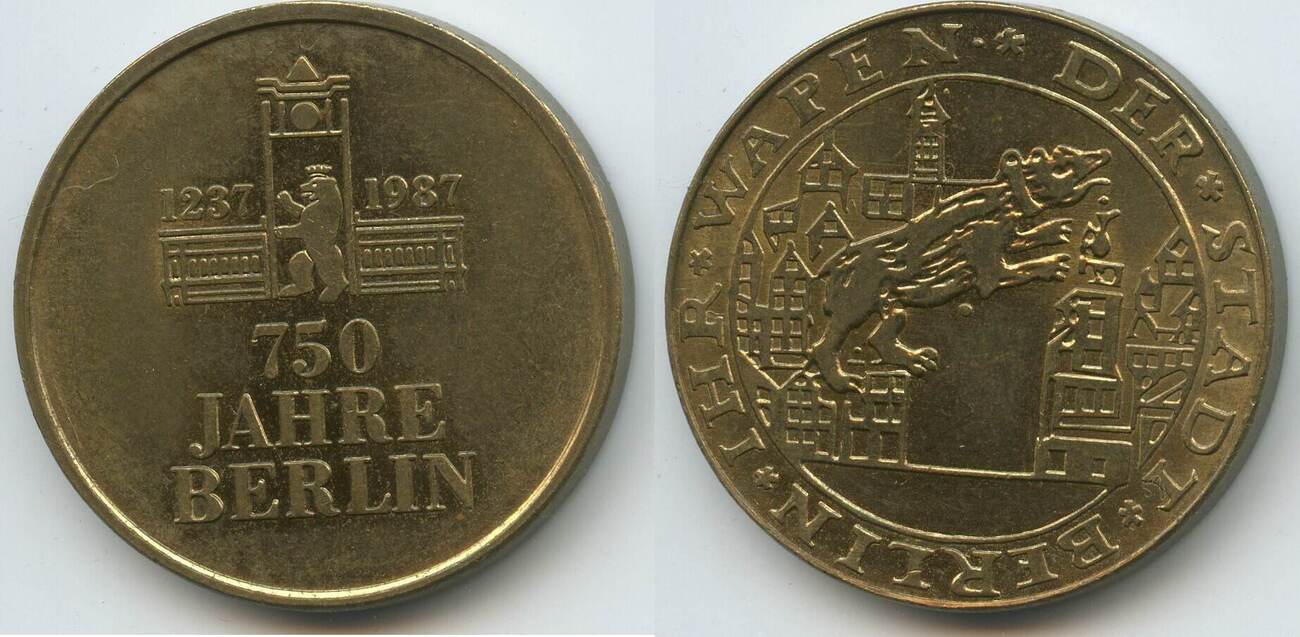 1237 1987
750
JAHRE
BERLIN
DER * STADT * BERLIN * IHR * WAPEN *